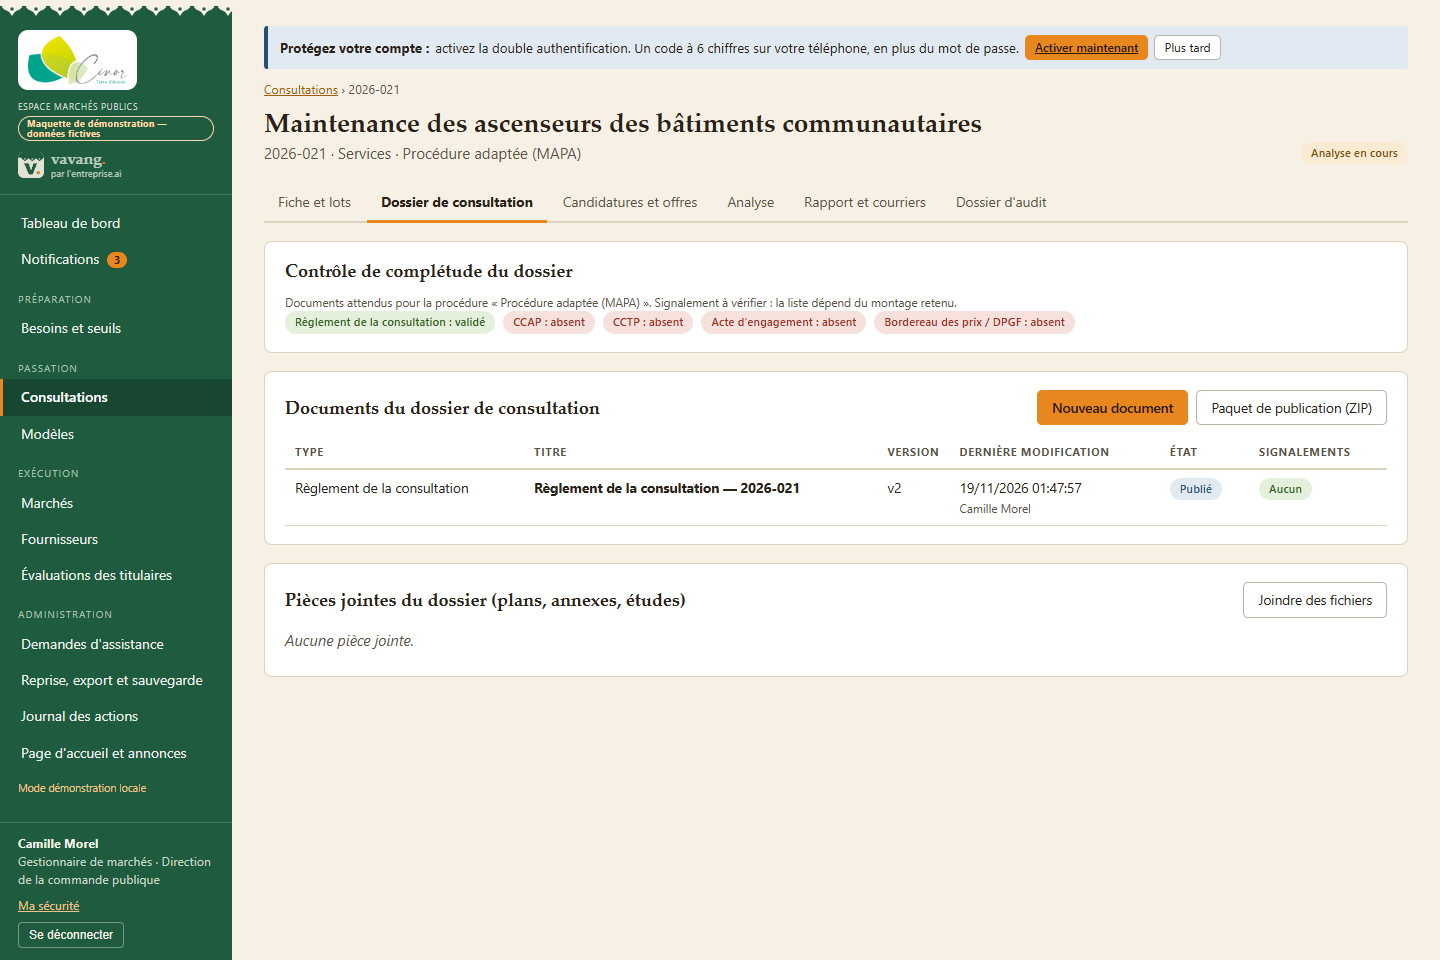 Cinor
Terre d'Avenir
ESPACE MARCHÉS PUBLICS
Maquette de démonstration —
données fictives
vavang.
par l'entreprise.ai
Tableau de bord
Notifications 3
PRÉPARATION
Besoins et seuils
PASSATION
Consultations
Modèles
EXÉCUTION
Marchés
Fournisseurs
Évaluations des titulaires
ADMINISTRATION
Demandes d'assistance
Reprise, export et sauvegarde
Journal des actions
Page d'accueil et annonces
Mode démonstration locale
Camille Morel
Gestionnaire de marchés · Direction
de la commande publique
Ma sécurité
Se déconnecter
Protégez votre compte : activez la double authentification. Un code à 6 chiffres sur votre téléphone, en plus du mot de passe. Activer maintenant Plus tard
Consultations › 2026-021
Maintenance des ascenseurs des bâtiments communautaires
2026-021 · Services · Procédure adaptée (MAPA)
Analyse en cours
Fiche et lots Dossier de consultation Candidatures et offres Analyse Rapport et courriers Dossier d'audit
Contrôle de complétude du dossier
Documents attendus pour la procédure « Procédure adaptée (MAPA) ». Signalement à vérifier : la liste dépend du montage retenu.
Règlement de la consultation : validé CCAP : absent CCTP : absent Acte d'engagement : absent Bordereau des prix / DPGF : absent
Documents du dossier de consultation Nouveau document Paquet de publication (ZIP)
TYPE TITRE VERSION DERNIÈRE MODIFICATION ÉTAT SIGNALEMENTS
Règlement de la consultation Règlement de la consultation — 2026-021 v2 19/11/2026 01:47:57 Publié Aucun
Camille Morel
Pièces jointes du dossier (plans, annexes, études) Joindre des fichiers
Aucune pièce jointe.